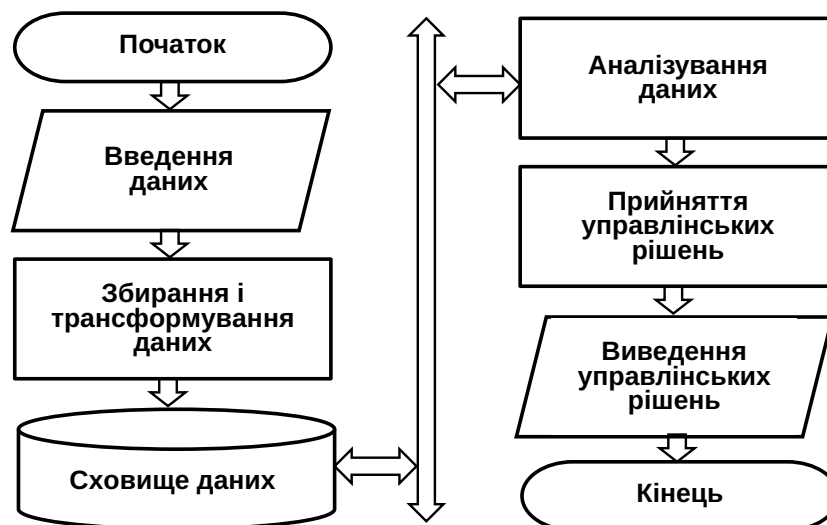 Початок
Введення
даних
Збирання і
трансформування
даних
Сховище даних
Аналізування
даних
Прийняття
управлінських
рішень
Виведення
управлінських
рішень
Кінець